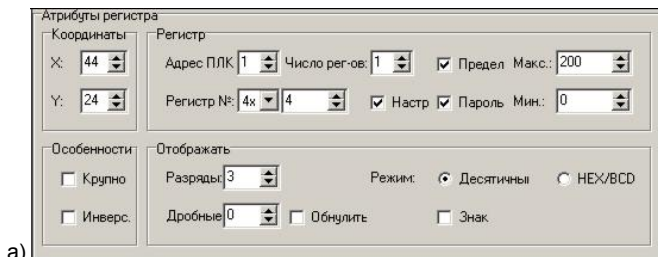 Атрибуты регистра
Координаты
X: 44
Y: 24
Регистр
Адрес ПЛК 1 Число рег-ов: 1 Предел Макс.: 200
Регистр №: 4x 4 Настр Пароль Мин.: 0
Особенности
Крупно
Инверс.
Отображать
Разряды: 3 Режим: Десятичны HEX/BCD
Дробные 0 Обнулить Знак
а)